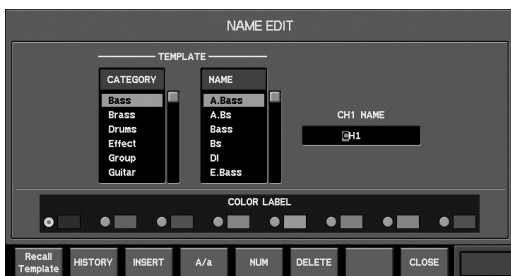 NAME EDIT
TEMPLATE
CATEGORY
Bass
Brass
Drums
Effect
Group
Guitar
NAME
A.Bass
A.Bs
Bass
Bs
DI
E.Bass
CH1 NAME
CH1
COLOR LABEL
Recall Template
HISTORY
INSERT
A/a
NUM
DELETE
CLOSE